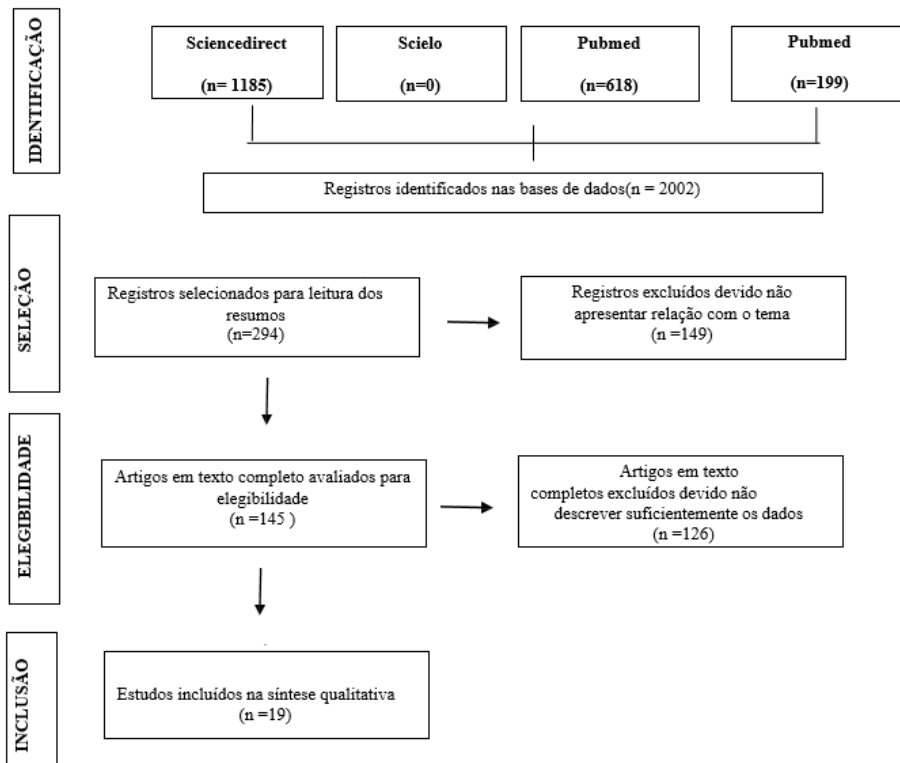 IDENTIFICAÇÃO
Sciencedirect
(n= 1185)
Scielo
(n=0)
Pubmed
(n=618)
Pubmed
(n=199)
Registros identificados nas bases de dados(n = 2002)
SELEÇÃO
Registros selecionados para leitura dos
resumos
(n=294)
Registros excluídos devido não
apresentar relação com o tema
(n =149)
ELEGIBILIDADE
Artigos em texto completo avaliados para
elegibilidade
(n =145 )
Artigos em texto
completos excluídos devido não
descrever suficientemente os dados
(n =126)
INCLUSÃO
Estudos incluídos na síntese qualitativa
(n =19)